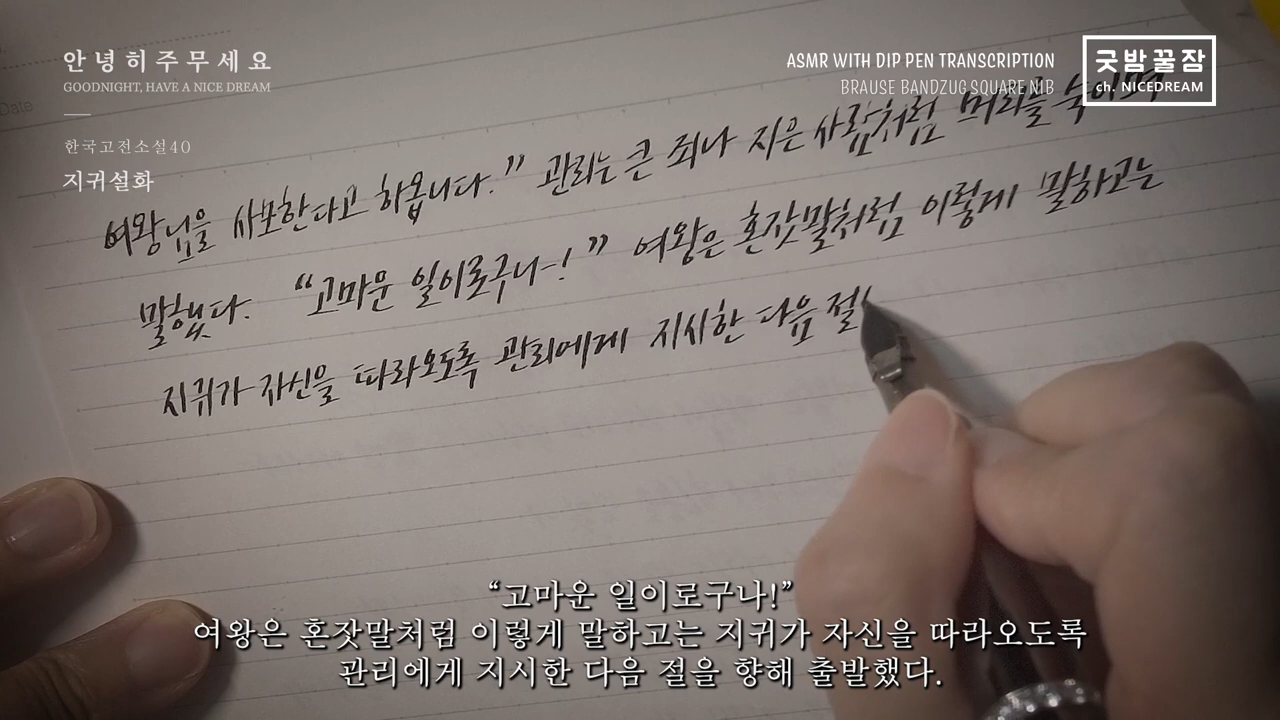 안녕히주무세요
GOODNIGHT, HAVE A NICE DREAM
한국고전소설40
지귀설화
ASMR WITH DIP PEN TRANSCRIPTION
BRAUSE BANDZUG SQUARE NIB
굿밤꿀잠
ch. NICEDREAM
Date
여왕님을 사모한다고 하옵니다.” 관리는 큰 죄나 지은 사람처럼 머리를 숙이며
말했다. “고마운 일이로구나!” 여왕은 혼잣말처럼 이렇게 말하고는
지귀가 자신을 따라오도록 관리에게 지시한 다음 절
“고마운 일이로구나!”
여왕은 혼잣말처럼 이렇게 말하고는 지귀가 자신을 따라오도록
관리에게 지시한 다음 절을 향해 출발했다.